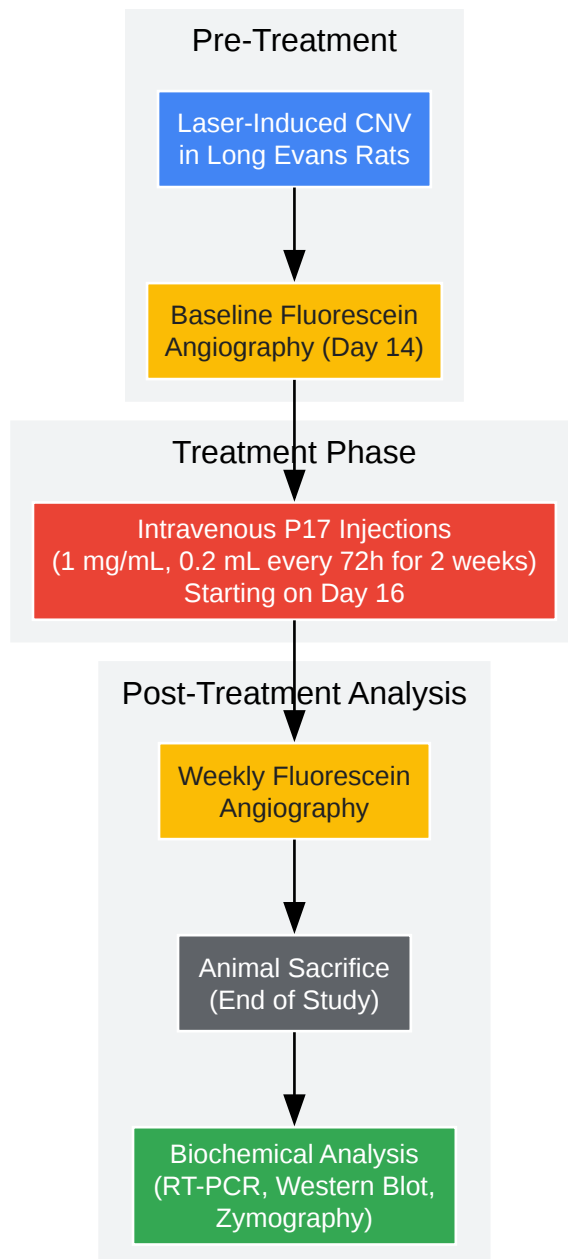 Pre-Treatment
Laser-Induced CNV
in Long Evans Rats
Baseline Fluorescein
Angiography (Day 14)
Treatment Phase
Intravenous P17 Injections
(1 mg/mL, 0.2 mL every 72h for 2 weeks)
Starting on Day 16
Post-Treatment Analysis
Weekly Fluorescein
Angiography
Animal Sacrifice
(End of Study)
Biochemical Analysis
(RT-PCR, Western Blot,
Zymography)